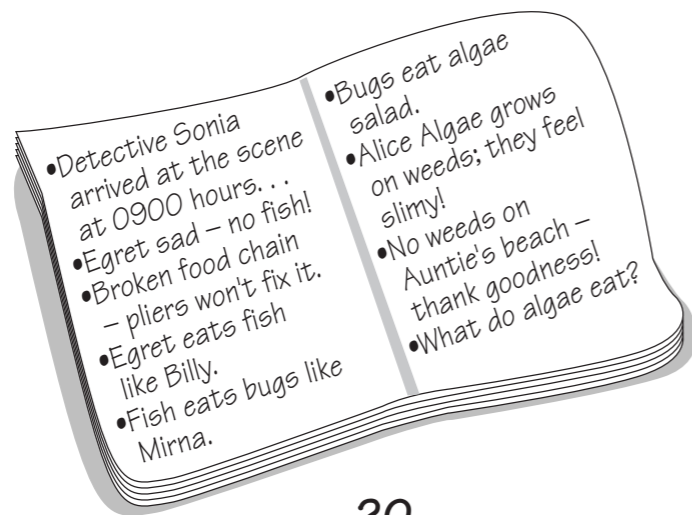 •Detective Sonia
arrived at the scene
at 0900 hours. . .
•Egret sad – no fish!
•Broken food chain
– pliers won't fix it.
•Egret eats fish
like Billy.
•Fish eats bugs like
Mirna.
•Bugs eat algae
salad.
•Alice Algae grows
on weeds; they feel
slimy!
•No weeds on
Auntie's beach –
thank goodness!
•What do algae eat?